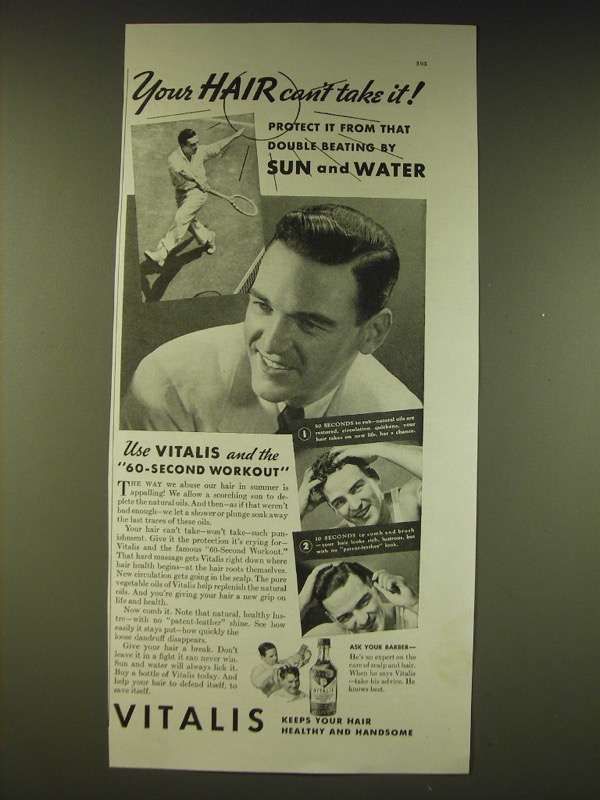 Your HAIR can't take it!
PROTECT IT FROM THAT
DOUBLE BEATING BY
SUN and WATER
Use VITALIS and the
"60-SECOND WORKOUT"
THE WAY we abuse our hair in summer is
appalling! We allow a scorching sun to de-
plete the natural oils. And then—as if that weren't
bad enough—we let a shower or plunge soak away
the last traces of these oils.
Your hair can't take—won't take—such pun-
ishment. Give it the protection it's crying for—
Vitalis and the famous "60-Second Workout."
That hard massage gets Vitalis right down where
hair health begins—at the hair roots themselves.
New circulation gets going in the scalp. The pure
vegetable oils of Vitalis help replenish the natural
oils. And you're giving your hair a new grip on
life and health.
Now comb it. Note that natural, healthy lus-
tre—with no "patent-leather" shine. See how
easily it stays put—how quickly the
loose dandruff disappears.
Give your hair a break. Don't
leave it in a fight it can never win.
Sun and water will always lick it.
Buy a bottle of Vitalis today. And
help your hair to defend itself, to
save itself.
1 50 SECONDS to rub—natural oils are
restored, circulation quickens, your
hair takes on new life, has a chance.
2 10 SECONDS to comb and brush
—your hair looks rich, lustrous, but
with no "patent-leather" look.
ASK YOUR BARBER—
He's an expert on the
care of scalp and hair.
When he says Vitalis
—take his advice. He
knows best.
VITALIS
VITALIS
KEEPS YOUR HAIR
HEALTHY AND HANDSOME